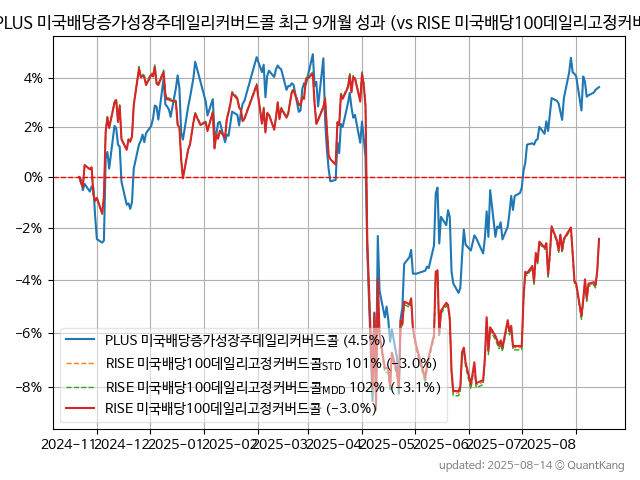 PLUS 미국배당증가성장주데일리커버드콜 최근 9개월 성과 (vs RISE 미국배당100데일리고정커버
4%
2%
0%
−2%
−4%
−6%
−8%
PLUS 미국배당증가성장주데일리커버드콜 (4.5%)
RISE 미국배당100데일리고정커버드콜STD 101% (−3.0%)
RISE 미국배당100데일리고정커버드콜MDD 102% (−3.1%)
RISE 미국배당100데일리고정커버드콜 (−3.0%)
2024-11 2024-12 2025-01 2025-02 2025-03 2025-04 2025-05 2025-06 2025-07 2025-08
updated: 2025-08-14 © QuantKang